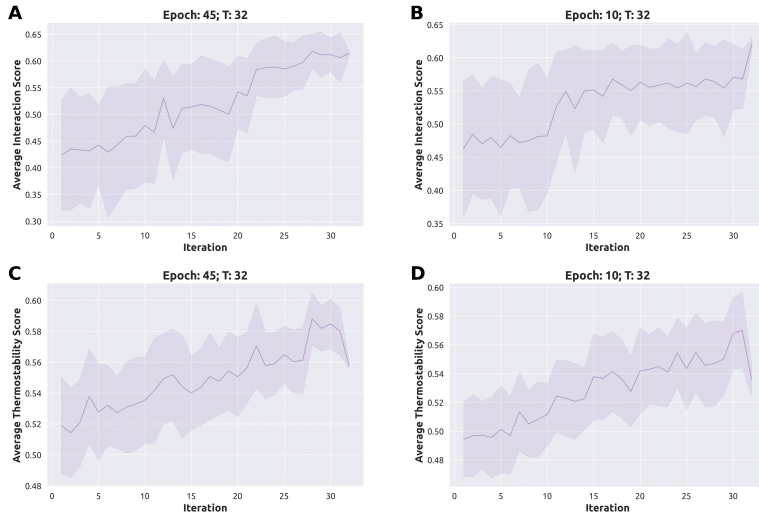 A
Epoch: 45; T: 32
Average Interaction Score
0.65
0.60
0.55
0.50
0.45
0.40
0.35
0.30
0 5 10 15 20 25 30
Iteration
B
Epoch: 10; T: 32
Average Interaction Score
0.65
0.60
0.55
0.50
0.45
0.40
0.35
0 5 10 15 20 25 30
Iteration
C
Epoch: 45; T: 32
Average Thermostability Score
0.60
0.58
0.56
0.54
0.52
0.50
0.48
0 5 10 15 20 25 30
Iteration
D
Epoch: 10; T: 32
Average Thermostability Score
0.60
0.58
0.56
0.54
0.52
0.50
0.48
0 5 10 15 20 25 30
Iteration